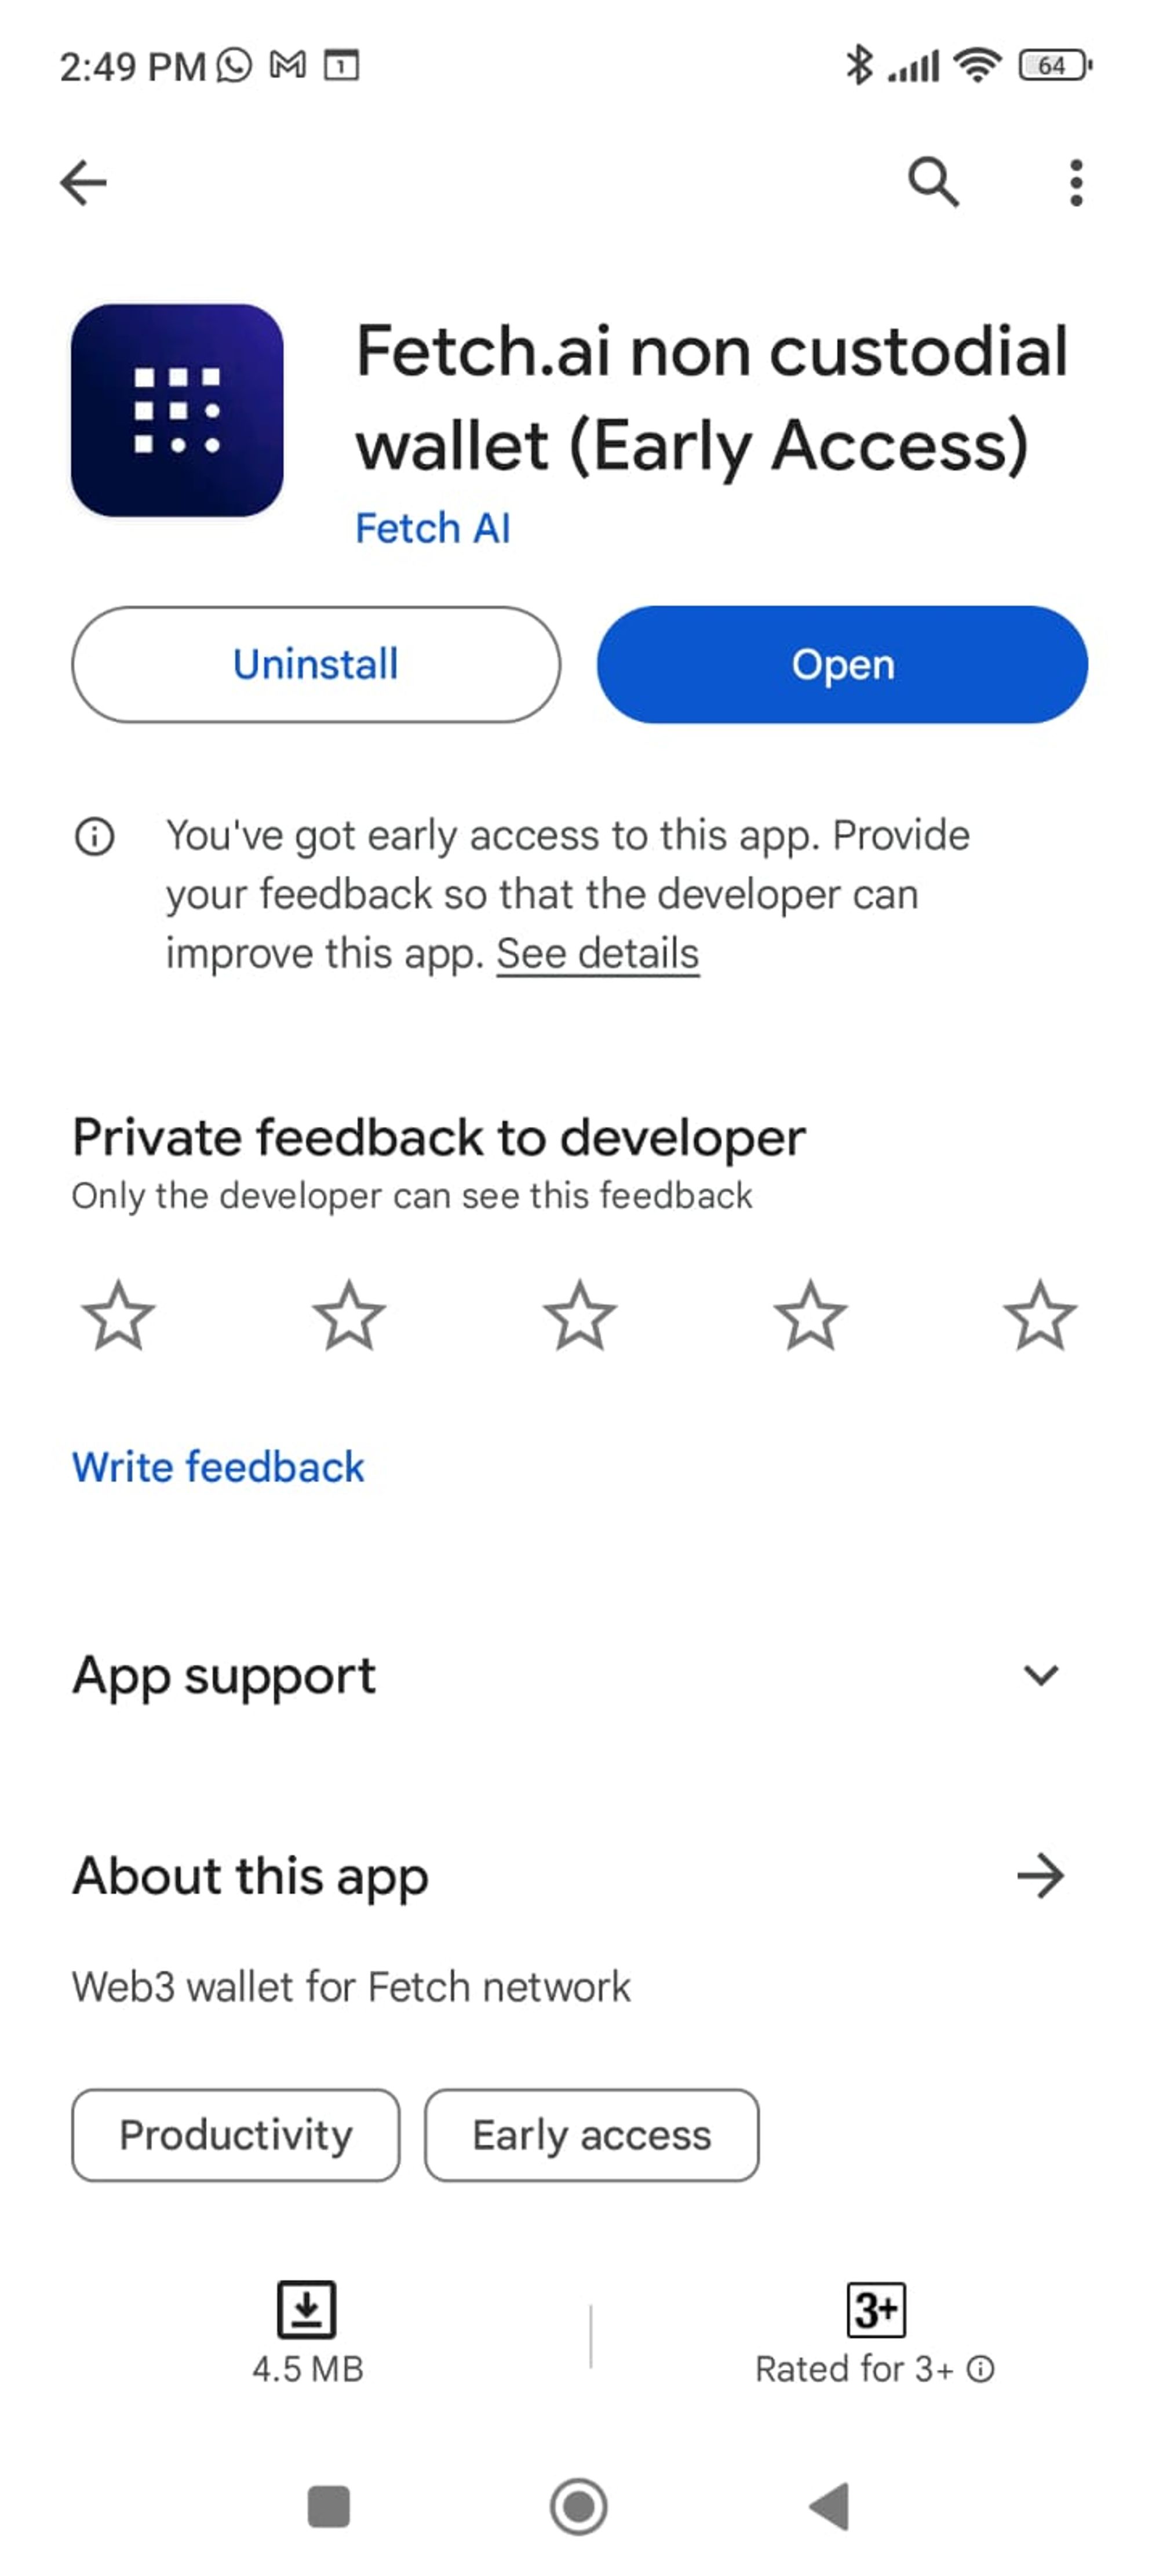 2:49 PM
1
64
Fetch.ai non custodial
wallet (Early Access)
Fetch AI
Uninstall
Open
You've got early access to this app. Provide
your feedback so that the developer can
improve this app. See details
Private feedback to developer
Only the developer can see this feedback
Write feedback
App support
About this app
Web3 wallet for Fetch network
Productivity
Early access
3+
4.5 MB
Rated for 3+